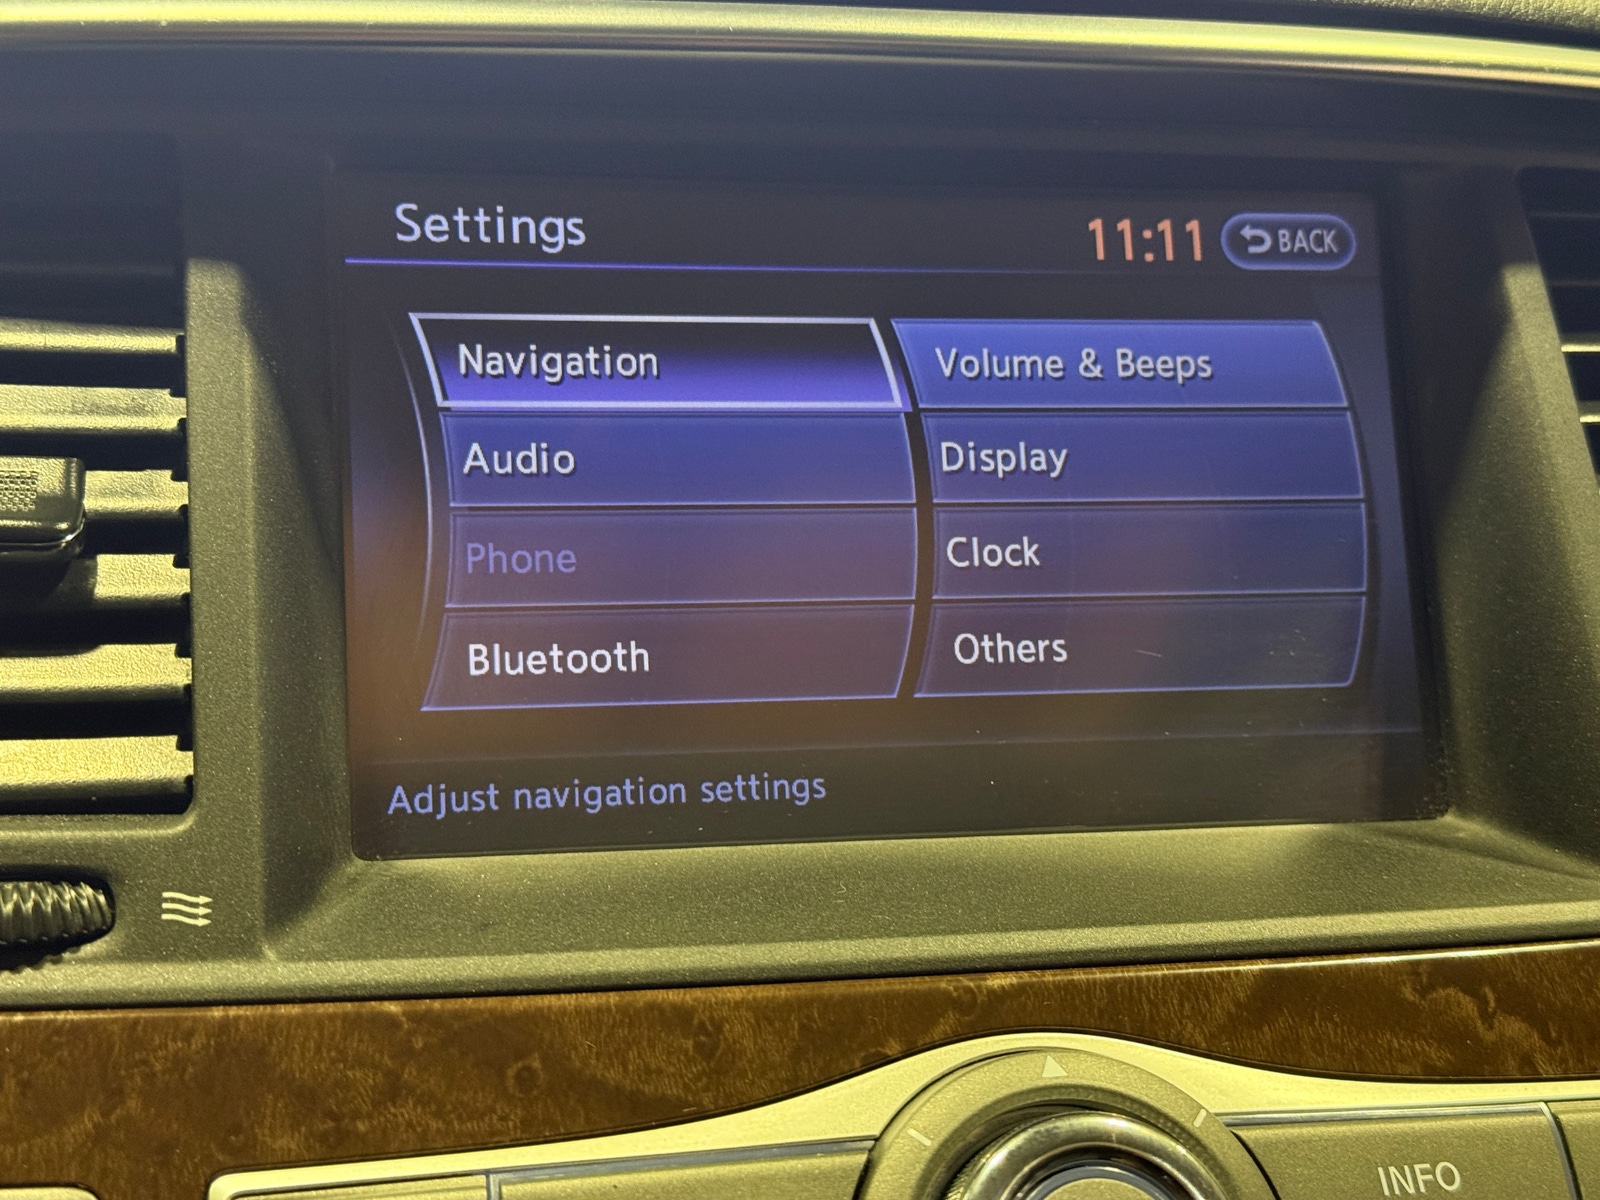 Settings
11:11
BACK
Navigation
Volume & Beeps
Audio
Display
Phone
Clock
Bluetooth
Others
Adjust navigation settings
INFO